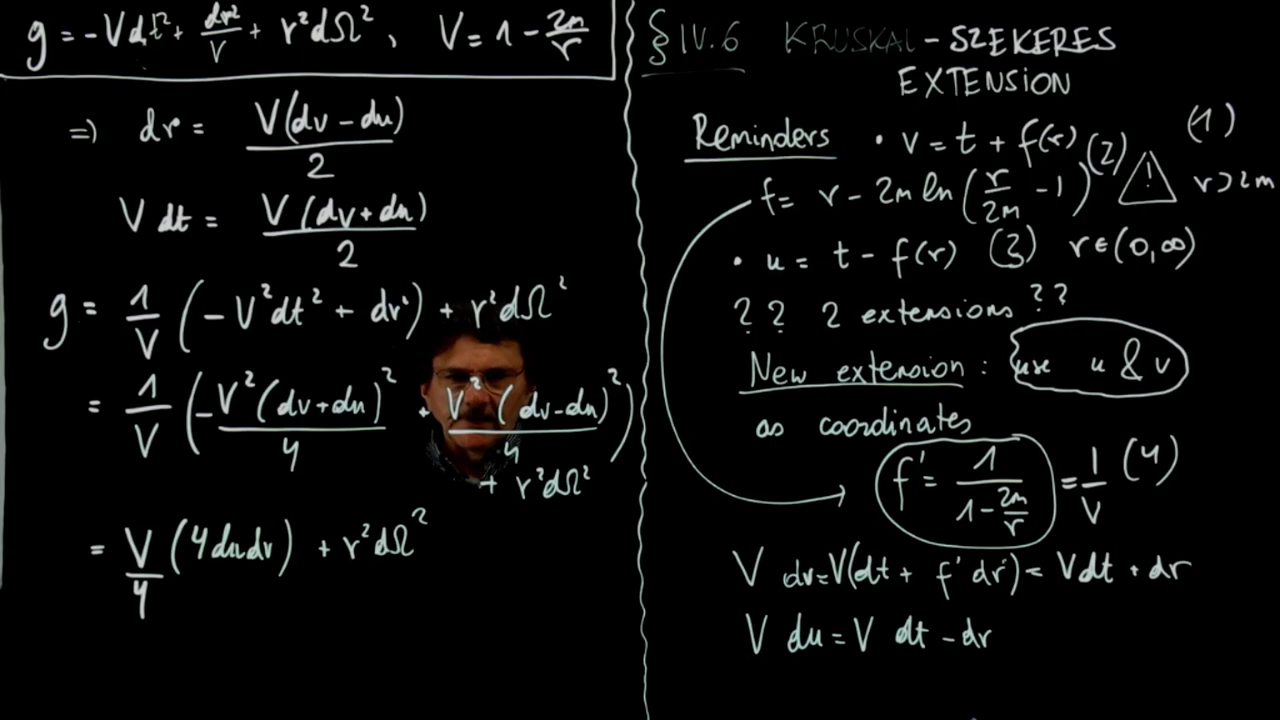 g = -Vdt² + dr²/V + r²dΩ², V = 1 - 2m/r
⇒ dr = V(dv - du)/2
V dt = V(dv + du)/2
g = 1/V (-V²dt² + dr²) + r²dΩ²
= 1/V (-V²(dv+du)²/4 + V²(dv-du)²/4)
+ r²dΩ²
= V/4 (4dudv) + r²dΩ²
§ IV.6 KRUSKAL-SZEKERES
EXTENSION
Reminders • v = t + f(r) (1)
f = r - 2m ln(r/2m - 1) (2) ! r>2m
• u = t - f(r) (3) r∈(0,∞)
?? 2 extensions ??
New extension: use u & v
as coordinates
f' = 1/(1 - 2m/r) = 1/V (4)
V dv = V(dt + f'dr) = Vdt + dr
V du = V dt - dr